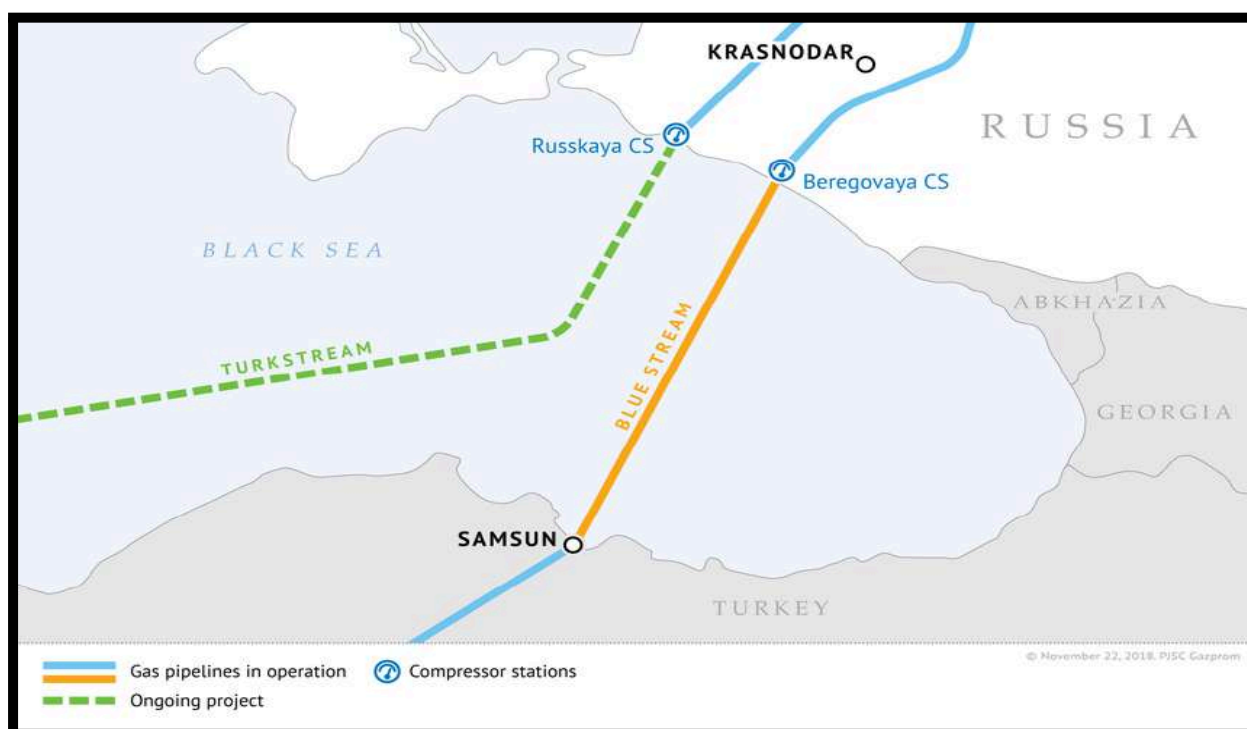 KRASNODAR
RUSSIA
Russkaya CS
Beregovaya CS
BLACK SEA
ABKHAZIA
TURKSTREAM
BLUE STREAM
GEORGIA
SAMSUN
TURKEY
© November 22, 2018, PJSC Gazprom
Gas pipelines in operation
Compressor stations
Ongoing project